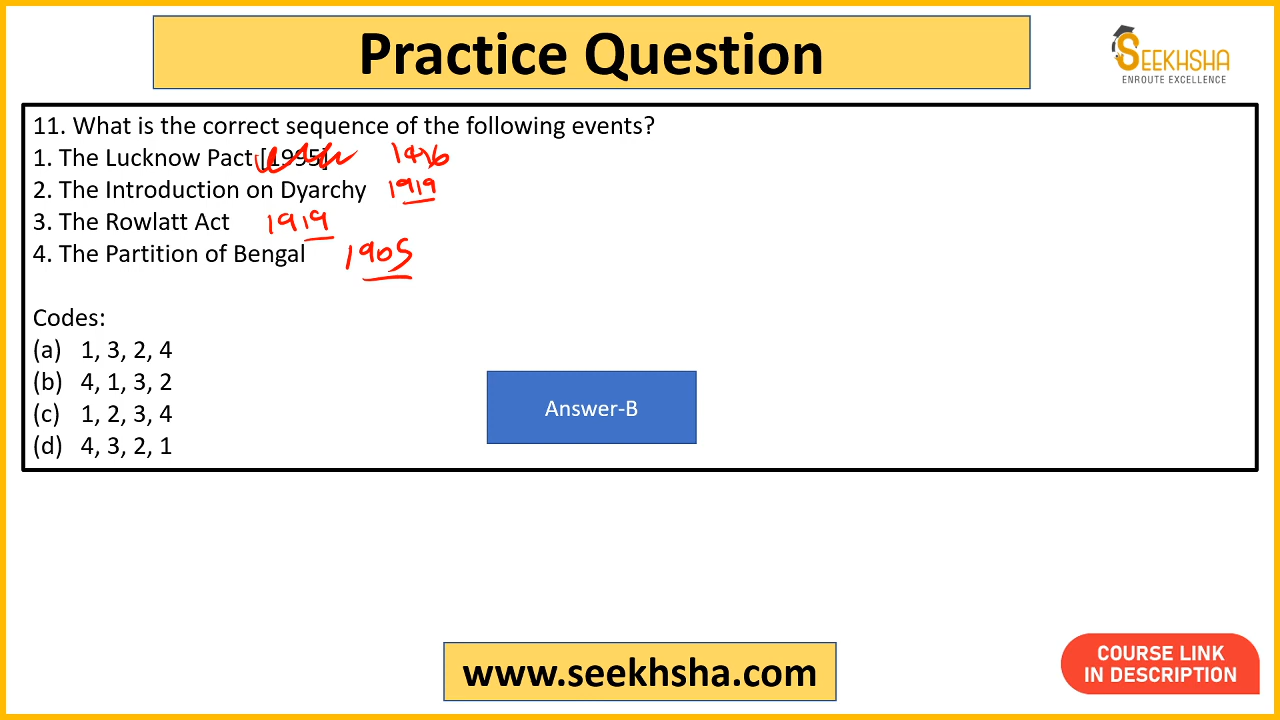 Practice Question
SEEKHSHA
ENROUTE EXCELLENCE
11. What is the correct sequence of the following events?
1. The Lucknow Pact [1995] 1916
2. The Introduction on Dyarchy 1919
3. The Rowlatt Act 1919
4. The Partition of Bengal 1905
Codes:
(a) 1, 3, 2, 4
(b) 4, 1, 3, 2
(c) 1, 2, 3, 4
(d) 4, 3, 2, 1
Answer-B
www.seekhsha.com
COURSE LINK
IN DESCRIPTION